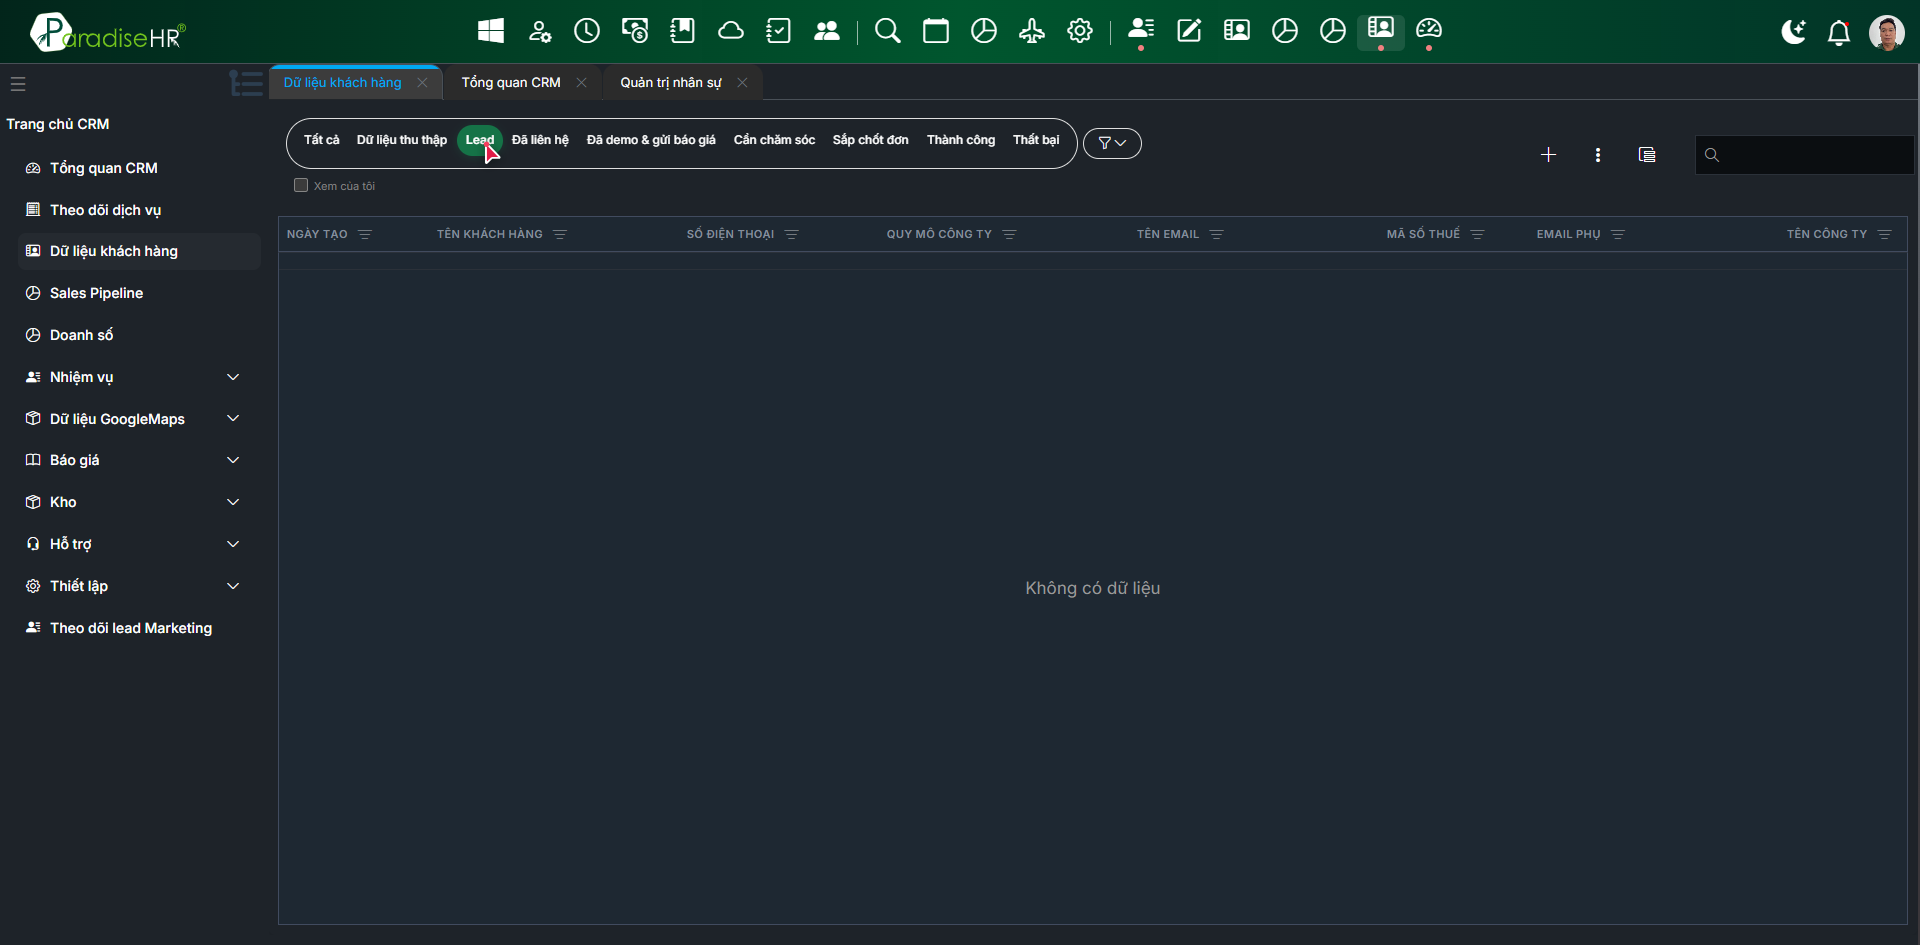 ParadiseHR®
Dữ liệu khách hàng
Tổng quan CRM
Quản trị nhân sự
Trang chủ CRM
Tổng quan CRM
Theo dõi dịch vụ
Dữ liệu khách hàng
Sales Pipeline
Doanh số
Nhiệm vụ
Dữ liệu GoogleMaps
Báo giá
Kho
Hỗ trợ
Thiết lập
Theo dõi lead Marketing
Tất cả Dữ liệu thu thập Lead Đã liên hệ Đã demo & gửi báo giá Cần chăm sóc Sắp chốt đơn Thành công Thất bại
Xem của tôi
NGÀY TẠO TÊN KHÁCH HÀNG SỐ ĐIỆN THOẠI QUY MÔ CÔNG TY TÊN EMAIL MÃ SỐ THUẾ EMAIL PHỤ TÊN CÔNG TY
Không có dữ liệu